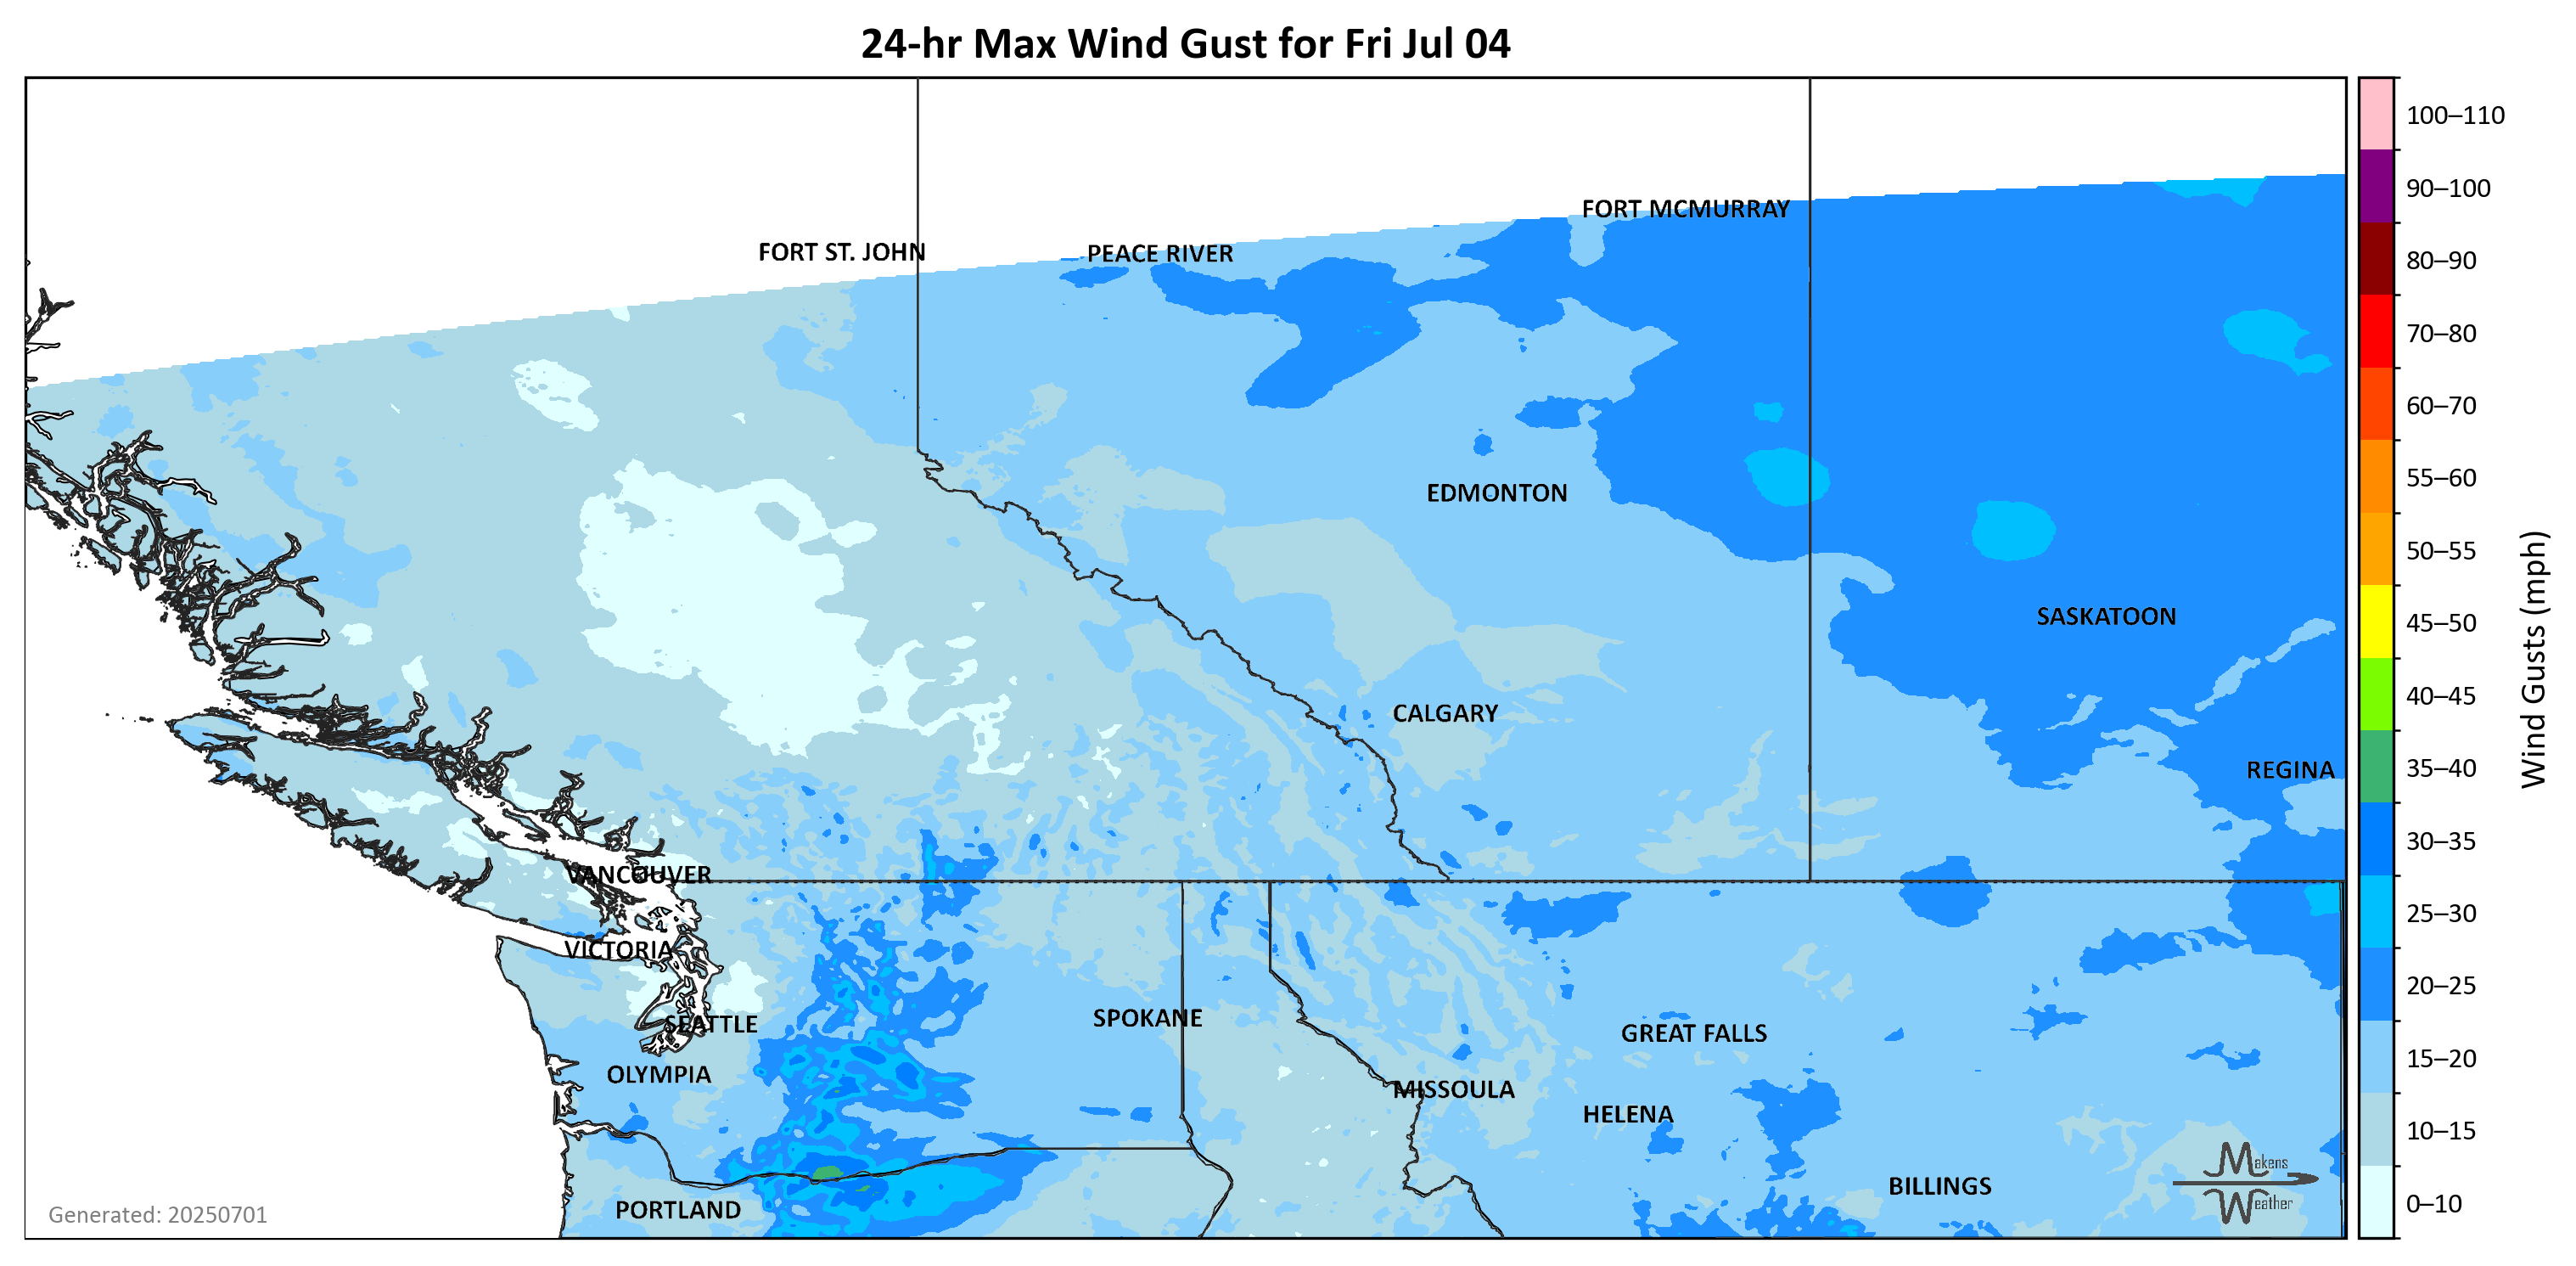 24-hr Max Wind Gust for Fri Jul 04
100–110
90–100
80–90
70–80
60–70
55–60
50–55
45–50
40–45
35–40
30–35
25–30
20–25
15–20
10–15
0–10
Wind Gusts (mph)
FORT MCMURRAY
FORT ST. JOHN
PEACE RIVER
EDMONTON
SASKATOON
CALGARY
REGINA
VANCOUVER
VICTORIA
SEATTLE
SPOKANE
GREAT FALLS
OLYMPIA
MISSOULA
HELENA
BILLINGS
PORTLAND
Makens
Weather
Generated: 20250701